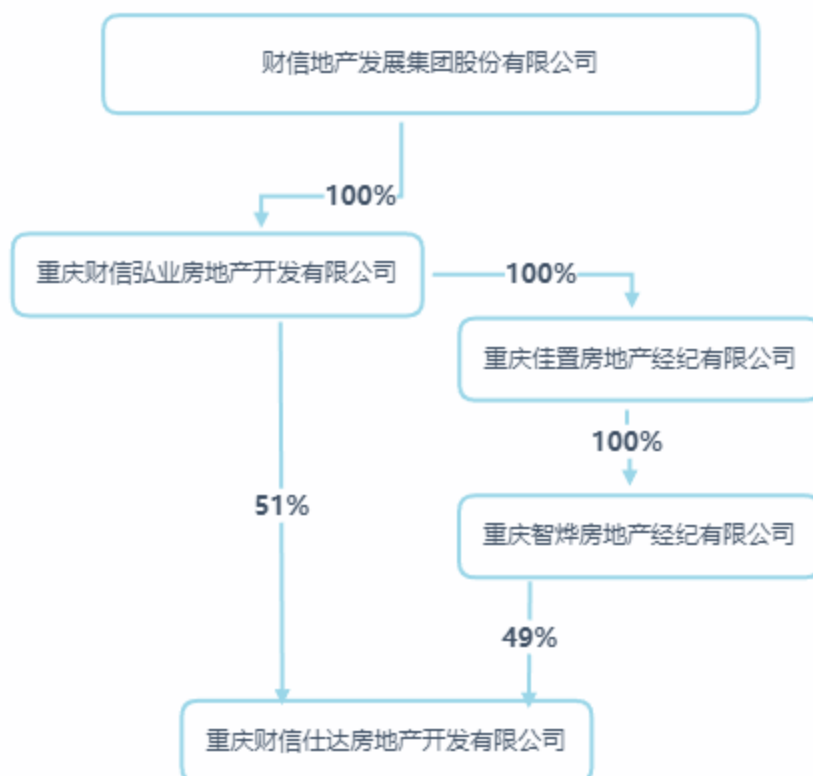 财信地产发展集团股份有限公司
100%
重庆财信弘业房地产开发有限公司
100%
重庆佳置房地产经纪有限公司
100%
51%
重庆智烨房地产经纪有限公司
49%
重庆财信仕达房地产开发有限公司